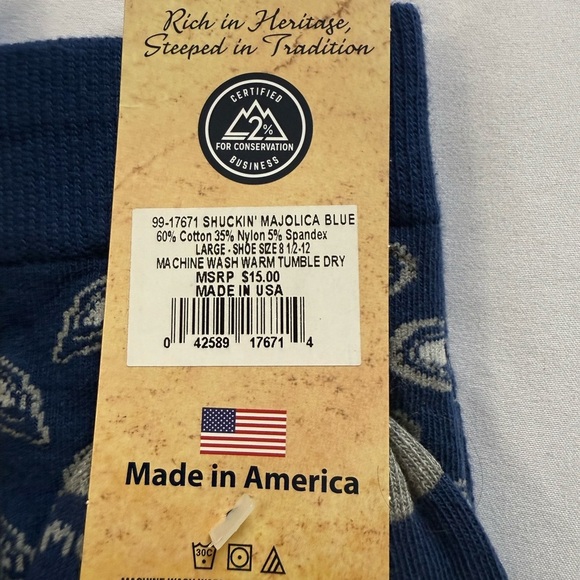 Rich in Heritage,
Steeped in Tradition
CERTIFIED
2%
FOR CONSERVATION
BUSINESS
99-17671 SHUCKIN' MAJOLICA BLUE
60% Cotton 35% Nylon 5% Spandex
LARGE - SHOE SIZE 8 1/2-12
MACHINE WASH WARM TUMBLE DRY
MSRP $15.00
MADE IN USA
0 42589 17671 4
Made in America
30C